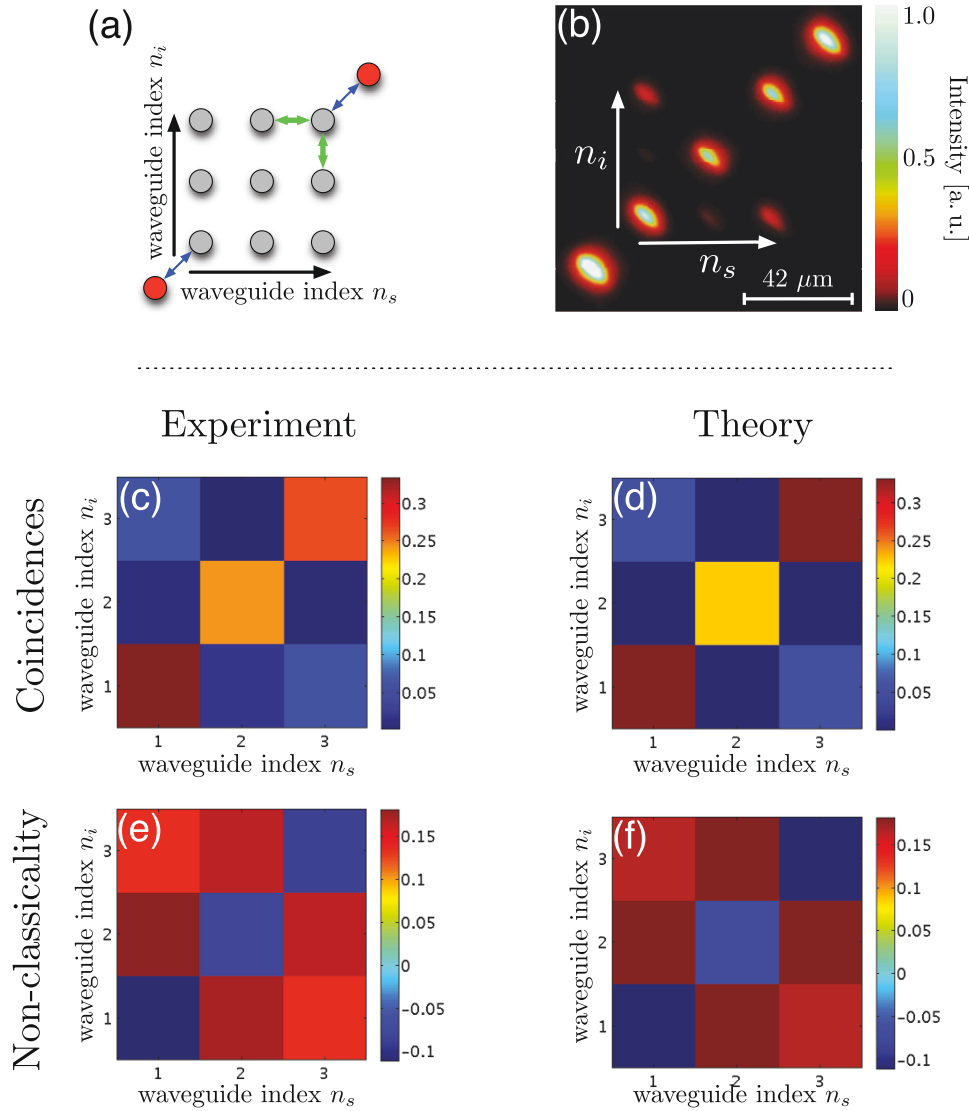 (a)
waveguide index n_i
waveguide index n_s
(b)
n_i
n_s
42 μm
1.0
0.5
0
Intensity [a. u.]
Experiment
Theory
Coincidences
(c)
waveguide index n_i
3
2
1
1 2 3
waveguide index n_s
0.3
0.25
0.2
0.15
0.1
0.05
(d)
waveguide index n_i
3
2
1
1 2 3
waveguide index n_s
0.3
0.25
0.2
0.15
0.1
0.05
Non-classicality
(e)
waveguide index n_i
3
2
1
1 2 3
waveguide index n_s
0.15
0.1
0.05
0
−0.05
−0.1
(f)
waveguide index n_i
3
2
1
1 2 3
waveguide index n_s
0.15
0.1
0.05
0
−0.05
−0.1